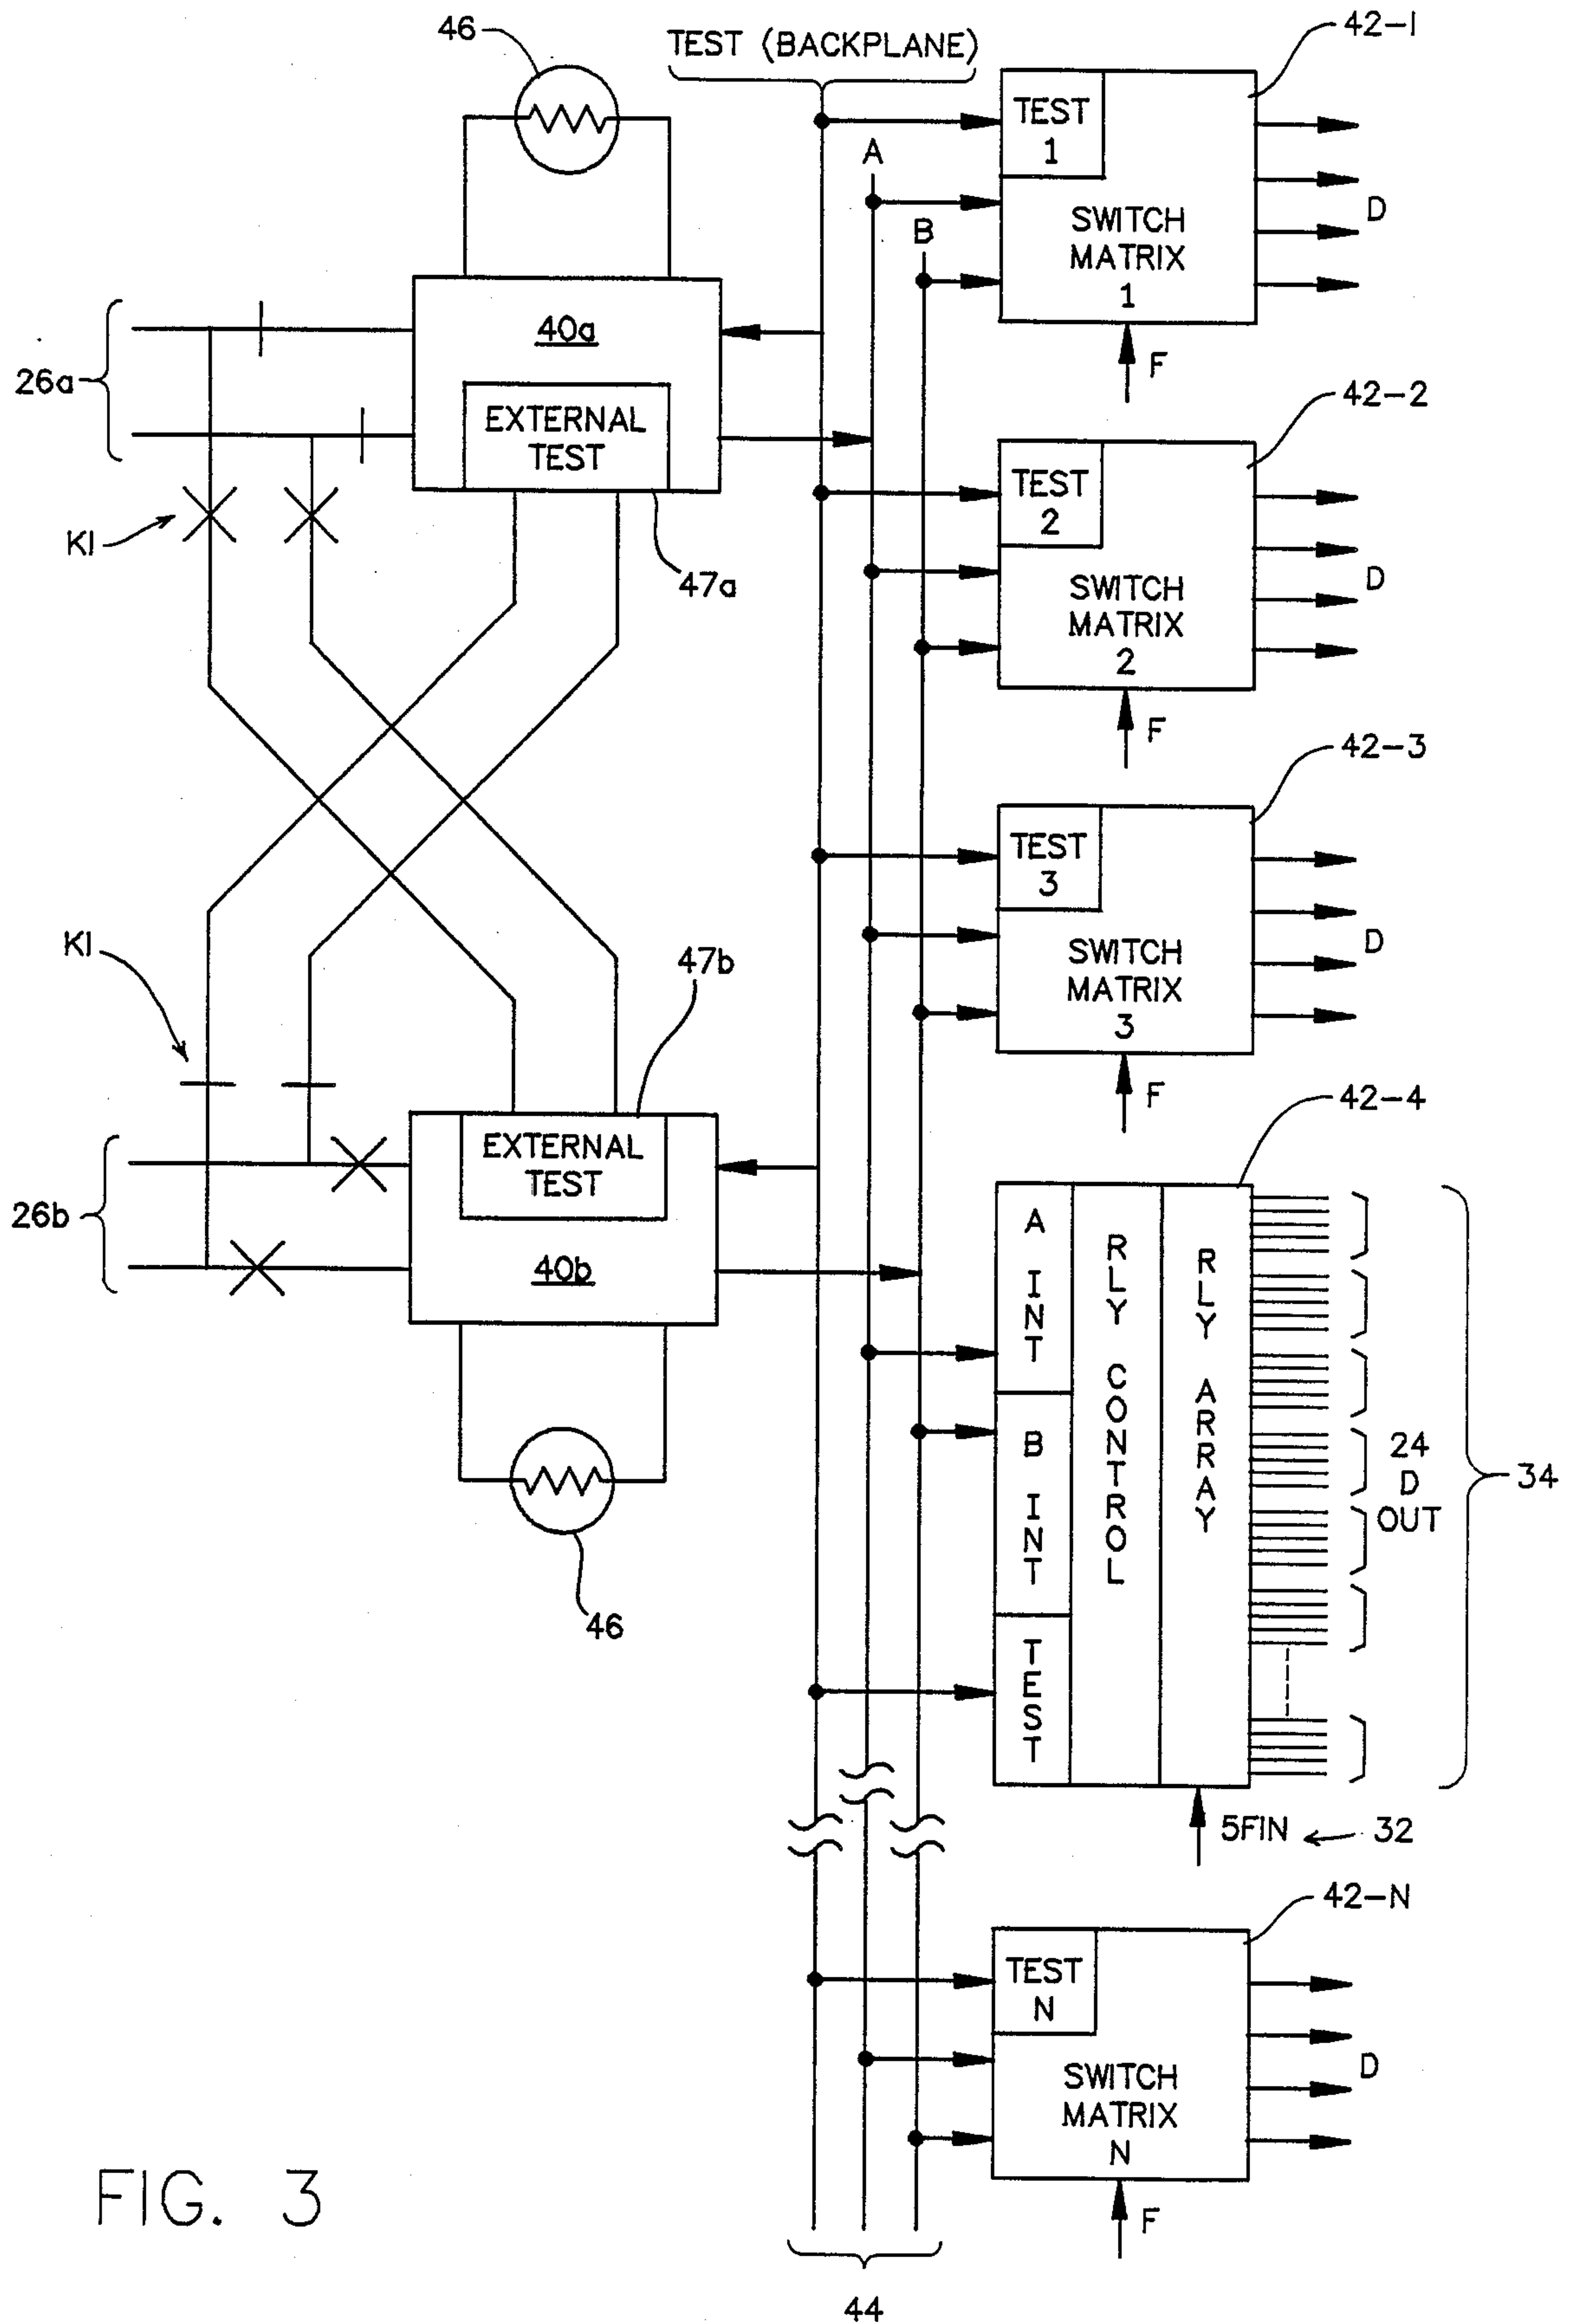 46
TEST (BACKPLANE)
42-1
TEST
1
A
SWITCH
MATRIX
1
D
B
F
26a
40a
EXTERNAL
TEST
K1
47a
42-2
TEST
2
SWITCH
MATRIX
2
D
F
42-3
TEST
3
SWITCH
MATRIX
3
D
F
K1
47b
EXTERNAL
TEST
26b
40b
46
42-4
A INT
B INT
TEST
RLY CONTROL
RLY ARRAY
24
D
OUT
34
5FIN
32
42-N
TEST
N
SWITCH
MATRIX
N
D
F
44
FIG. 3